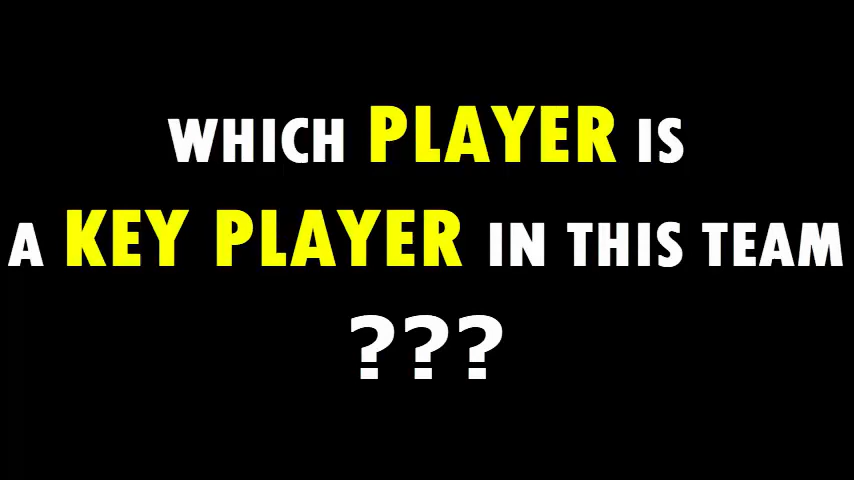 WHICH PLAYER IS
A KEY PLAYER IN THIS TEAM
???